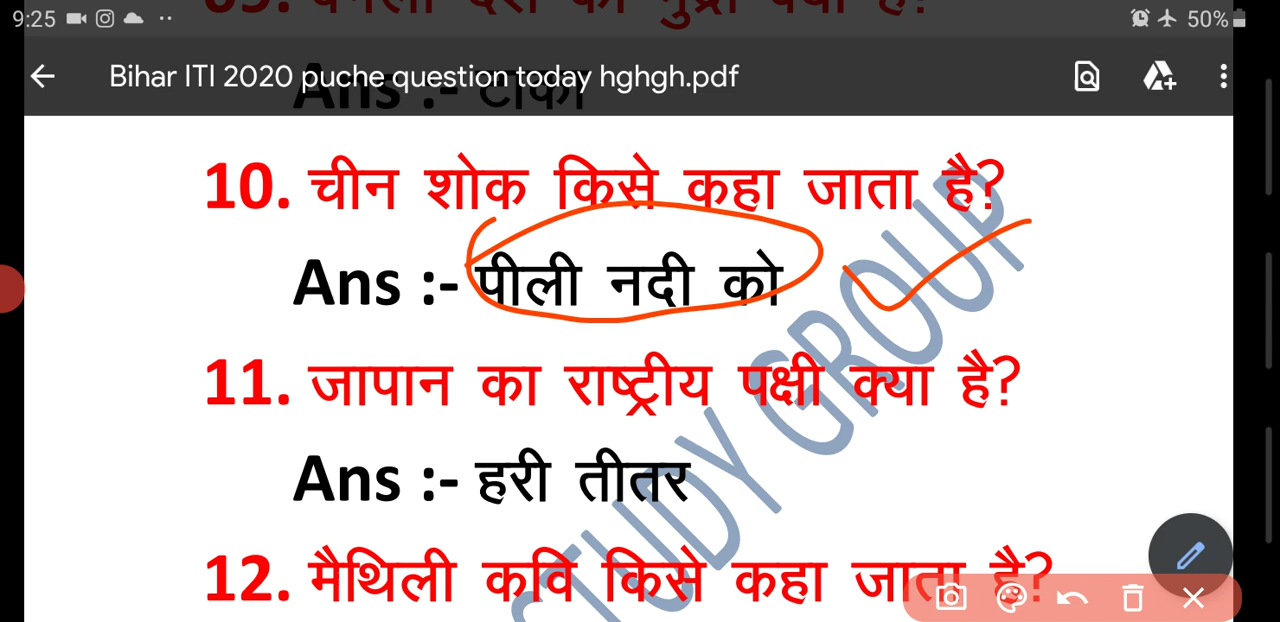 9:25 50%
Bihar ITI 2020 puche question today hghgh.pdf
Ans :- टाका
10. चीन शोक किसे कहा जाता है?
Ans :- पीली नदी को
11. जापान का राष्ट्रीय पक्षी क्या है?
Ans :- हरी तीतर
12. मैथिली कवि किसे कहा जाता है?
STUDY GROUP